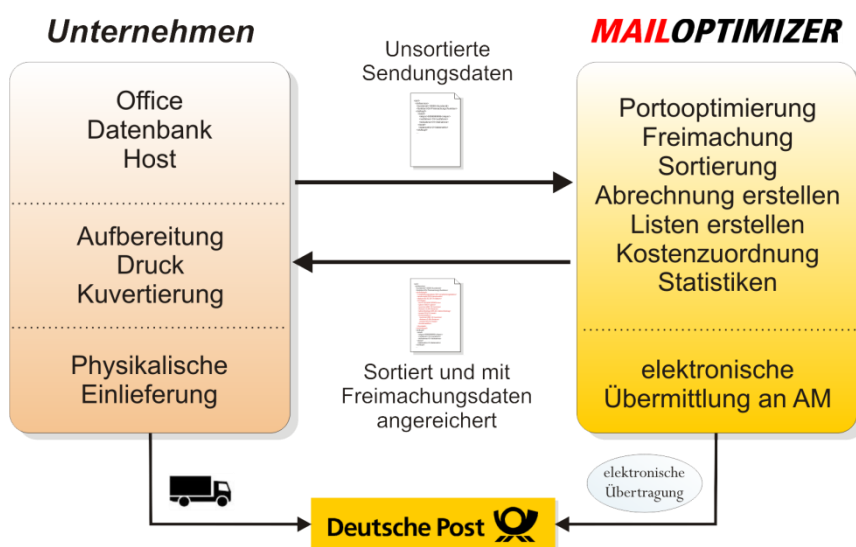 Unternehmen
Office
Datenbank
Host
Aufbereitung
Druck
Kuvertierung
Physikalische
Einlieferung
Unsortierte
Sendungsdaten
Sortiert und mit
Freimachungsdaten
angereichert
MAILOPTIMIZER
Portooptimierung
Freimachung
Sortierung
Abrechnung erstellen
Listen erstellen
Kostenzuordnung
Statistiken
elektronische
Übermittlung an AM
elektronische
Übertragung
Deutsche Post